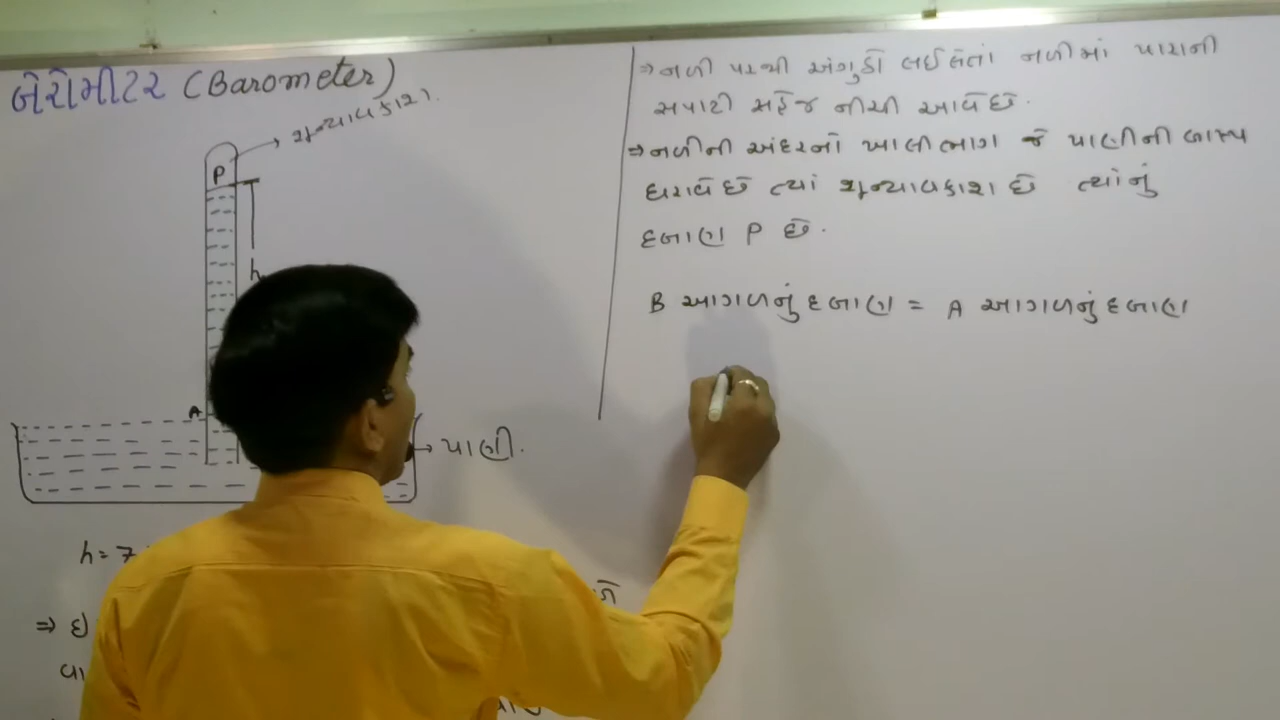 બેરોમીટર (Barometer)
શૂન્યાવકાશ.
P
h
A
પાણી.
h = 7
⇒ ઇ
વા
⇒ નળી પરથી અંગુઠો લઈ લેતાં નળીમાં પારાની
સપાટી સહેજ નીચી આવે છે.
⇒ નળીની અંદરનો ખાલી ભાગ જે પાણીની બાષ્પ
ધરાવે છે ત્યાં શૂન્યાવકાશ છે ત્યાંનું
દબાણ P છે.
B આગળનું દબાણ = A આગળનું દબાણ